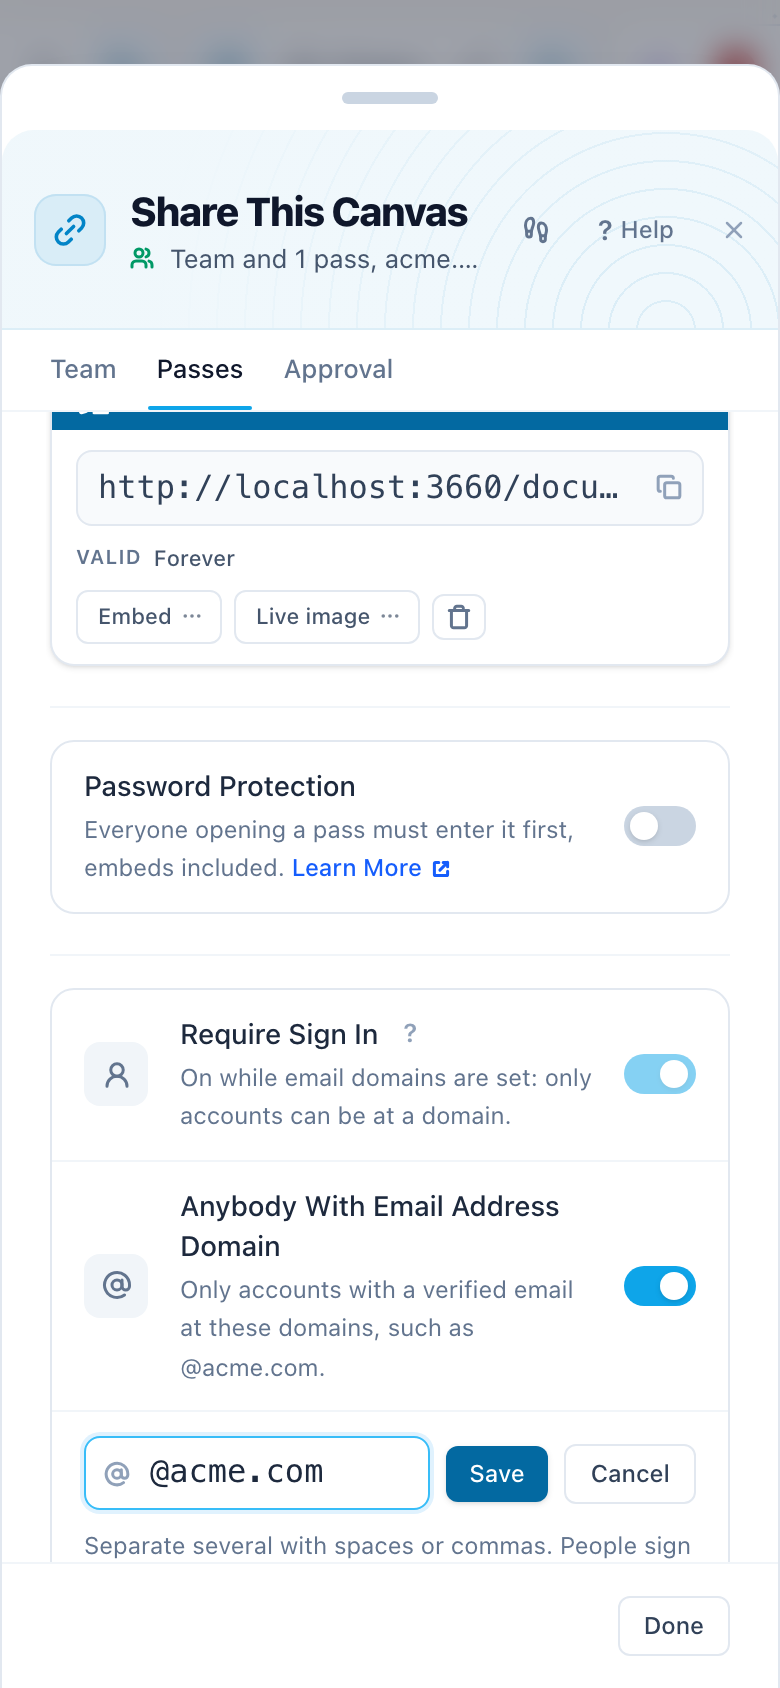 Share This Canvas
Team and 1 pass, acme....
? Help
Team Passes Approval
http://localhost:3660/docu…
VALID Forever
Embed ···
Live image ···
Password Protection
Everyone opening a pass must enter it first,
embeds included. Learn More
Require Sign In ?
On while email domains are set: only
accounts can be at a domain.
Anybody With Email Address
Domain
Only accounts with a verified email
at these domains, such as
@acme.com.
@ @acme.com
Save
Cancel
Separate several with spaces or commas. People sign
Done